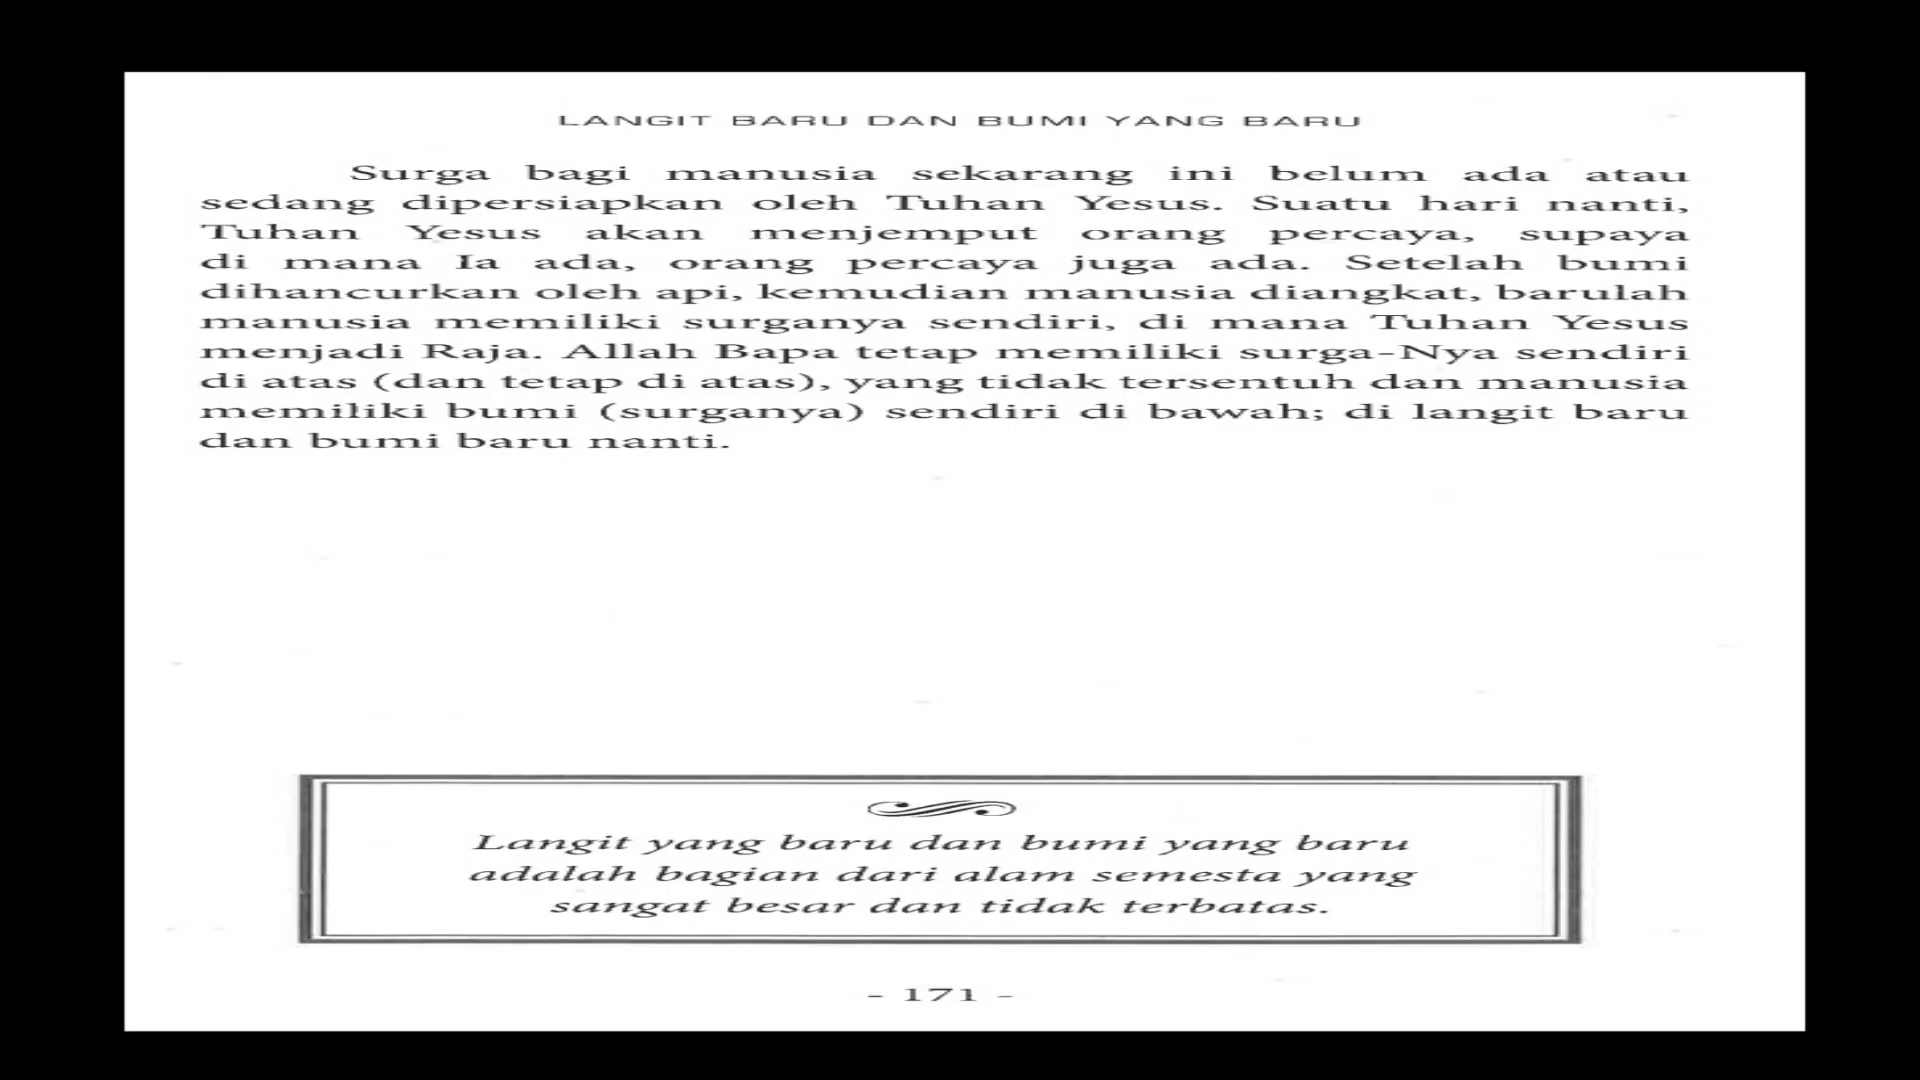 LANGIT BARU DAN BUMI YANG BARU
Surga bagi manusia sekarang ini belum ada atau
sedang dipersiapkan oleh Tuhan Yesus. Suatu hari nanti,
Tuhan Yesus akan menjemput orang percaya, supaya
di mana Ia ada, orang percaya juga ada. Setelah bumi
dihancurkan oleh api, kemudian manusia diangkat, barulah
manusia memiliki surganya sendiri, di mana Tuhan Yesus
menjadi Raja. Allah Bapa tetap memiliki surga-Nya sendiri
di atas (dan tetap di atas), yang tidak tersentuh dan manusia
memiliki bumi (surganya) sendiri di bawah; di langit baru
dan bumi baru nanti.
Langit yang baru dan bumi yang baru
adalah bagian dari alam semesta yang
sangat besar dan tidak terbatas.
- 171 -